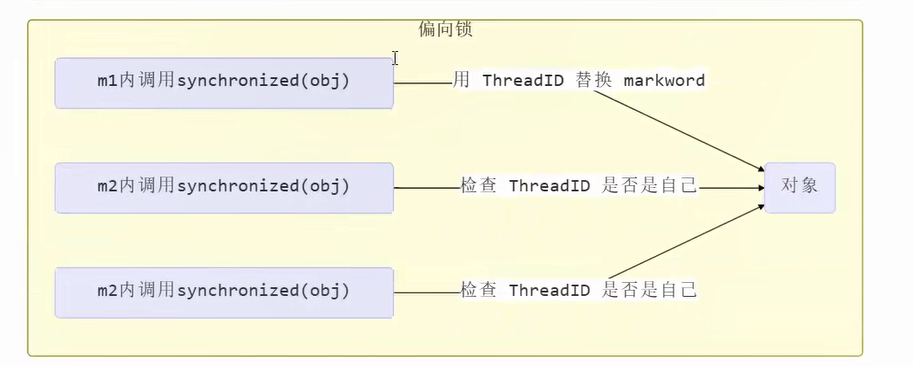 偏向锁
m1内调用synchronized(obj)
用 ThreadID 替换 markword
m2内调用synchronized(obj)
检查 ThreadID 是否是自己
对象
m2内调用synchronized(obj)
检查 ThreadID 是否是自己